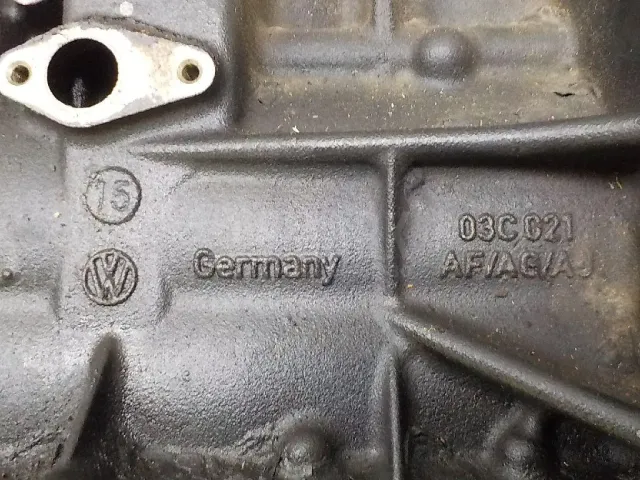 15
VW
Germany
03C 021
AF/AG/AJ